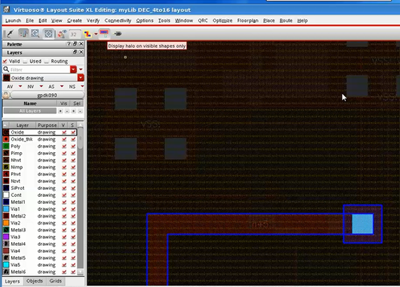 Virtuoso® Layout Suite XL Editing: myLib DEC_4to16 layout
Launch File Edit View Create Verify Connectivity Options Tools Window QRC Optimize Floorplan Place Route Help
Display halo on visible shapes only
Palette
Layers
Valid Used Routing
Filter
Oxide drawing
AV NV AS NS
gpdk090
Name Vis Sel
All Layers
Layer Purpose V S
Oxide drawing
Oxide_thk drawing
Poly drawing
Pimp drawing
Nhvt drawing
Nimp drawing
Phvt drawing
Nzvt drawing
SiProt drawing
Cont drawing
Metal1 drawing
Via1 drawing
Metal2 drawing
Via2 drawing
Metal3 drawing
Via3 drawing
Metal4 drawing
Via4 drawing
Metal5 drawing
Via5 drawing
Metal6 drawing
Layers Objects Grids